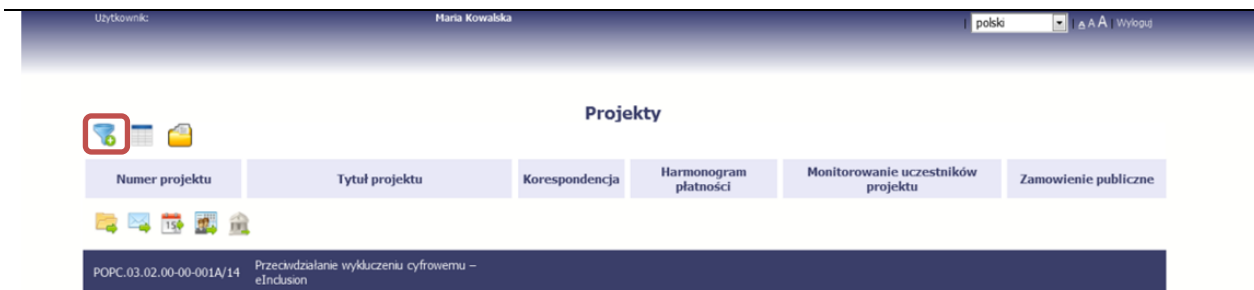 Użytkownik: Maria Kowalska | polski | A A A | Wyloguj
Projekty
Numer projektu Tytuł projektu Korespondencja Harmonogram płatności Monitorowanie uczestników projektu Zamowienie publiczne
15
POPC.03.02.00-00-001A/14 Przeciwdziałanie wykluczeniu cyfrowemu –
eInclusion